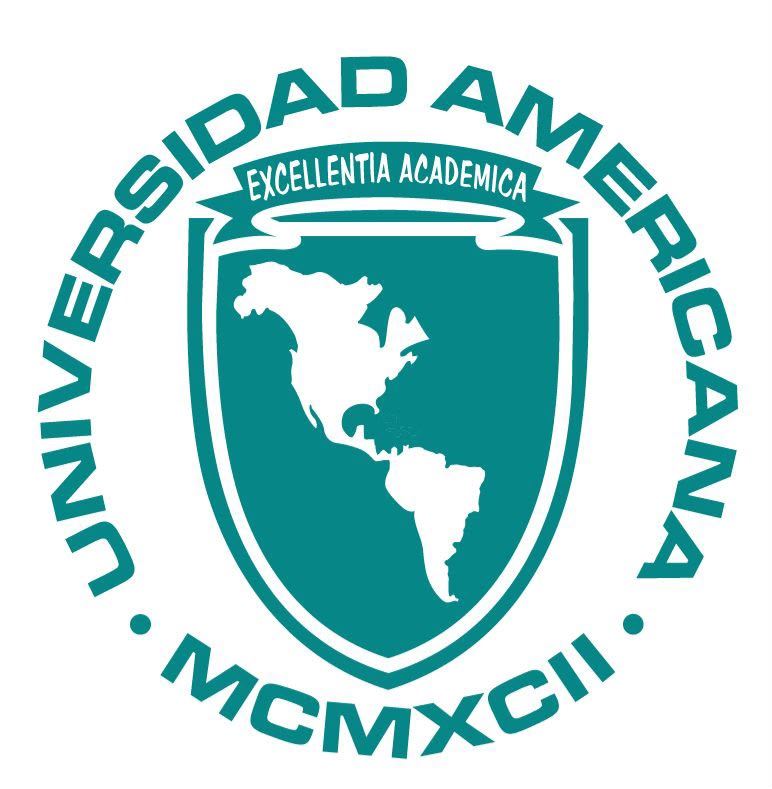 UNIVERSIDAD AMERICANA
EXCELLENTIA ACADEMICA
· MCMXCII ·